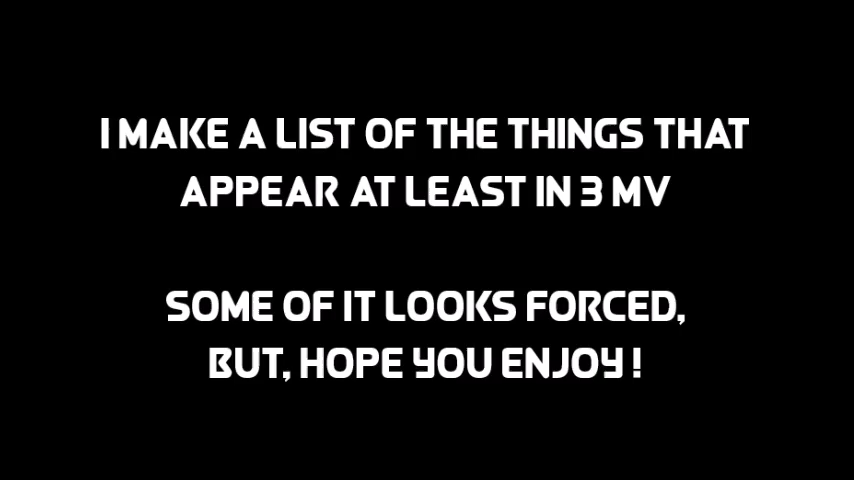 I MAKE A LIST OF THE THINGS THAT
APPEAR AT LEAST IN 3 MV
SOME OF IT LOOKS FORCED,
BUT, HOPE YOU ENJOY !